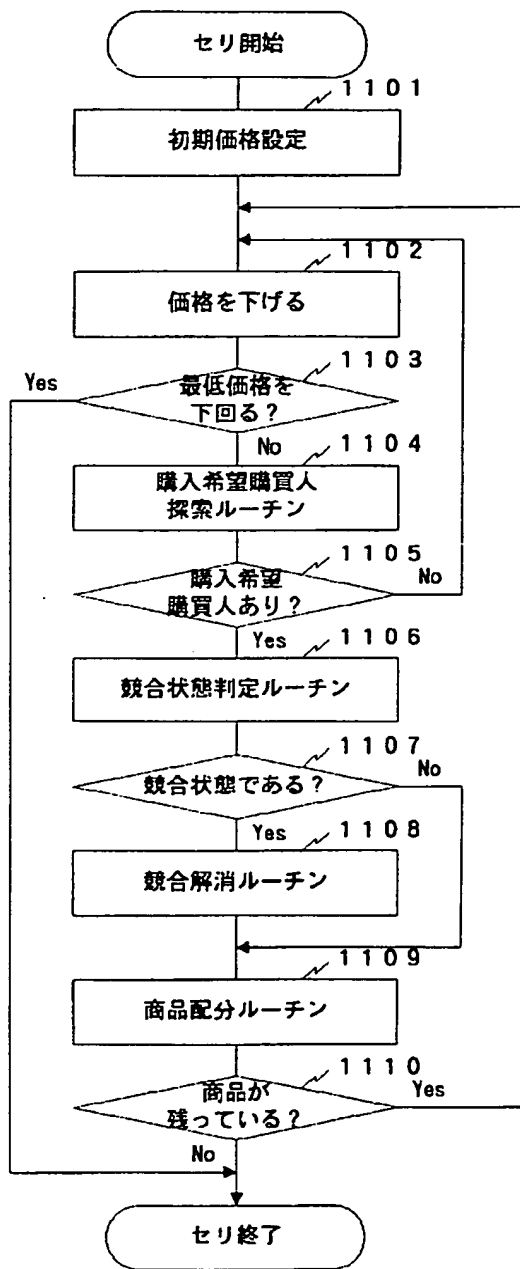 セリ開始
1101
初期価格設定
1102
価格を下げる
1103
Yes
最低価格を
下回る?
No
1104
購入希望購買人
探索ルーチン
1105
購入希望
購買人あり?
No
Yes
1106
競合状態判定ルーチン
1107
競合状態である?
No
Yes
1108
競合解消ルーチン
1109
商品配分ルーチン
1110
商品が
残っている?
Yes
No
セリ終了